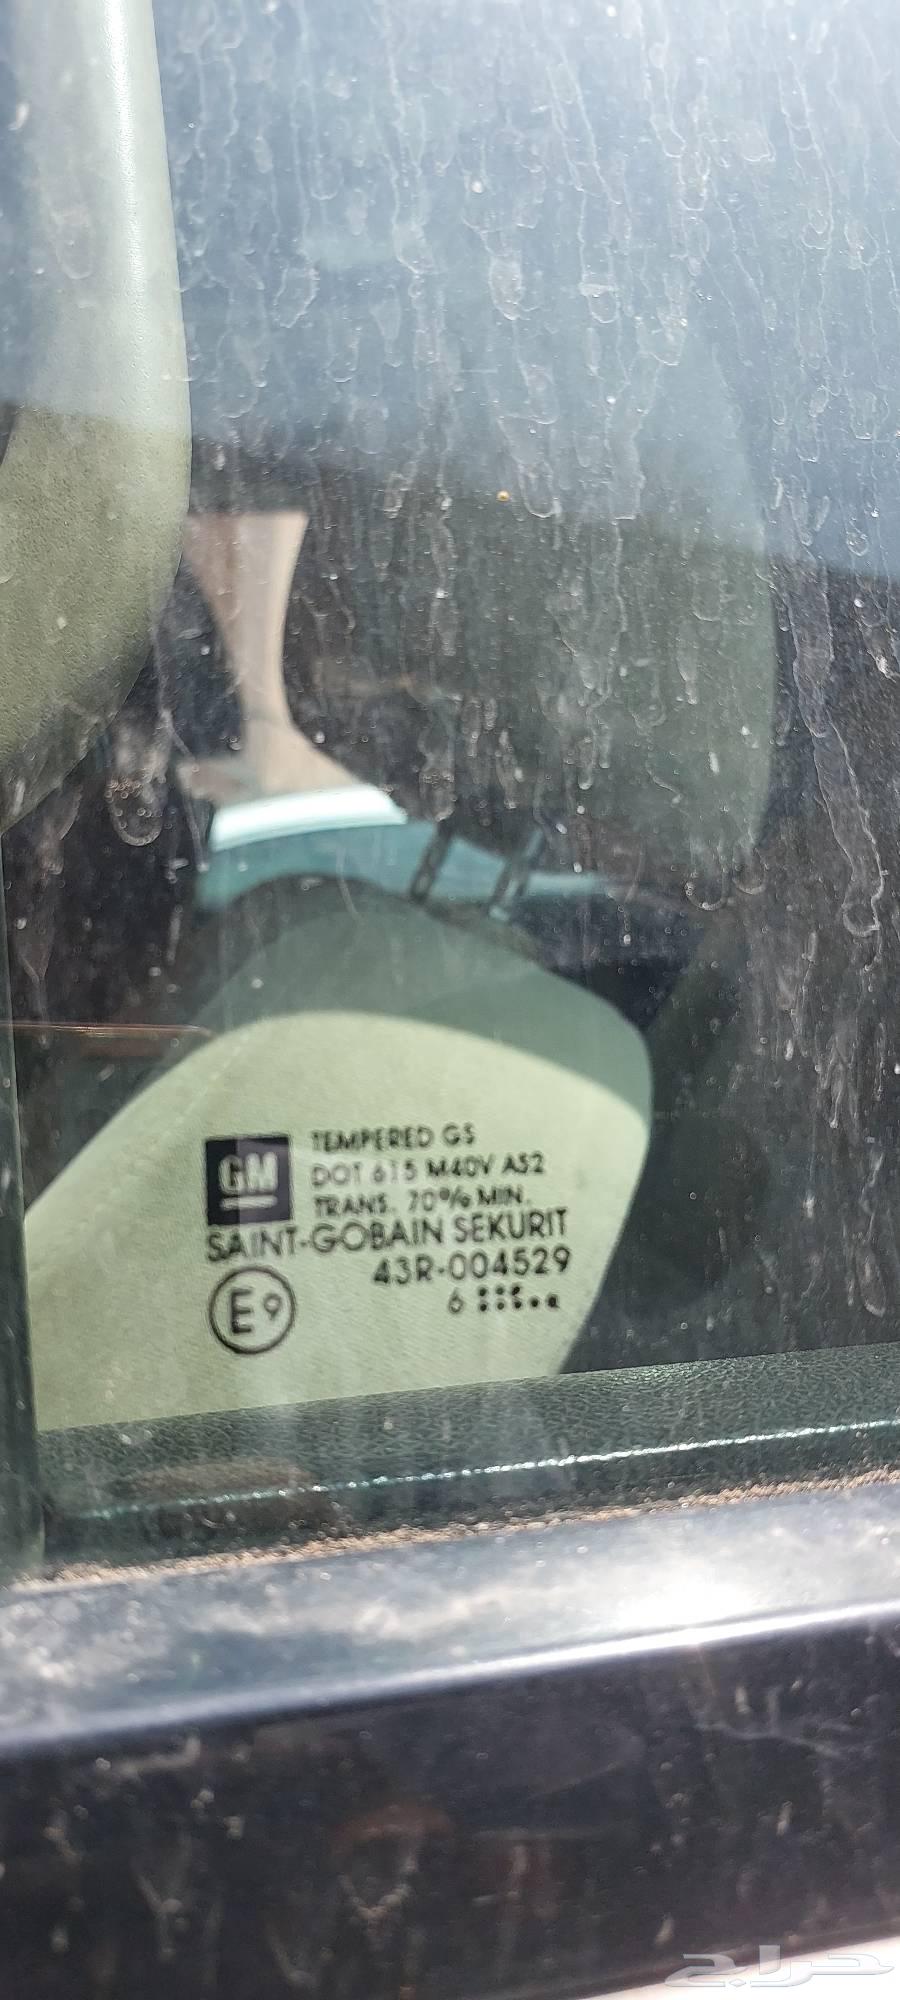 GM
TEMPERED GS
DOT 615 M40V AS2
TRANS. 70% MIN.
SAINT-GOBAIN SEKURIT
43R-004529
E9
6
حراج